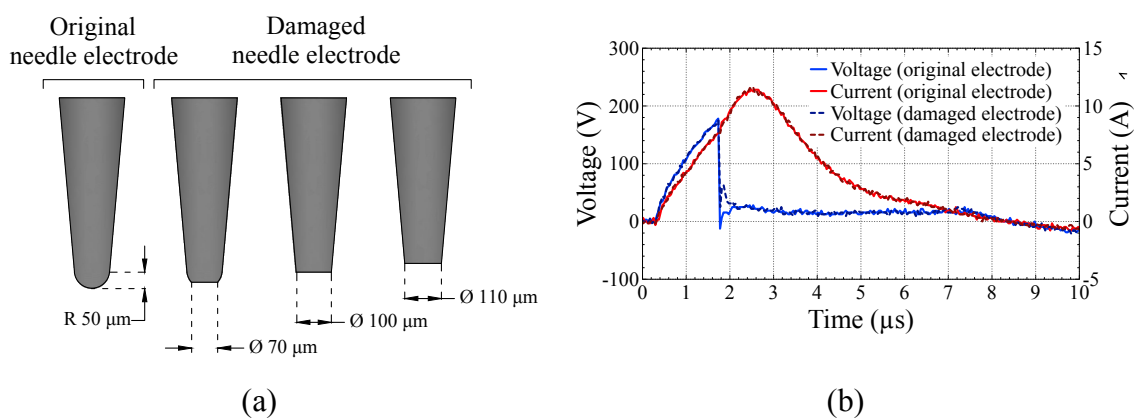 Original
needle electrode
Damaged
needle electrode
R 50 μm
Ø 70 μm
Ø 100 μm
Ø 110 μm
(a)
300
200
100
0
-100
Voltage (V)
15
10
5
0
-5
Current (A)
Voltage (original electrode)
Current (original electrode)
Voltage (damaged electrode)
Current (damaged electrode)
0 1 2 3 4 5 6 7 8 9 10
Time (μs)
(b)